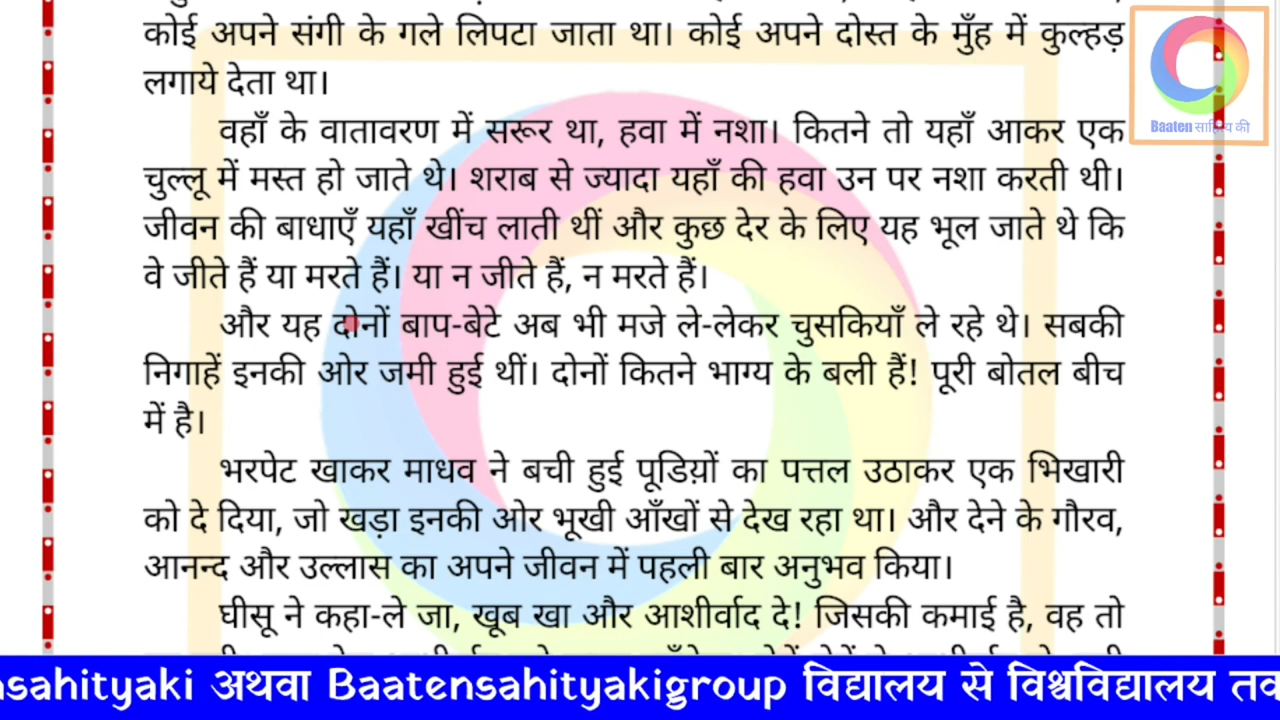 कोई अपने संगी के गले लिपटा जाता था। कोई अपने दोस्त के मुँह में कुल्हड़
लगाये देता था।
वहाँ के वातावरण में सरूर था, हवा में नशा। कितने तो यहाँ आकर एक
चुल्लू में मस्त हो जाते थे। शराब से ज्यादा यहाँ की हवा उन पर नशा करती थी।
जीवन की बाधाएँ यहाँ खींच लाती थीं और कुछ देर के लिए यह भूल जाते थे कि
वे जीते हैं या मरते हैं। या न जीते हैं, न मरते हैं।
और यह दोनों बाप-बेटे अब भी मजे ले-लेकर चुसकियाँ ले रहे थे। सबकी
निगाहें इनकी ओर जमी हुई थीं। दोनों कितने भाग्य के बली हैं! पूरी बोतल बीच
में है।
भरपेट खाकर माधव ने बची हुई पूडिय़ों का पत्तल उठाकर एक भिखारी
को दे दिया, जो खड़ा इनकी ओर भूखी आँखों से देख रहा था। और देने के गौरव,
आनन्द और उल्लास का अपने जीवन में पहली बार अनुभव किया।
घीसू ने कहा-ले जा, खूब खा और आशीर्वाद दे! जिसकी कमाई है, वह तो
Baaten साहित्य की
asahityaki अथवा Baatensahityakigroup विद्यालय से विश्वविद्यालय तक